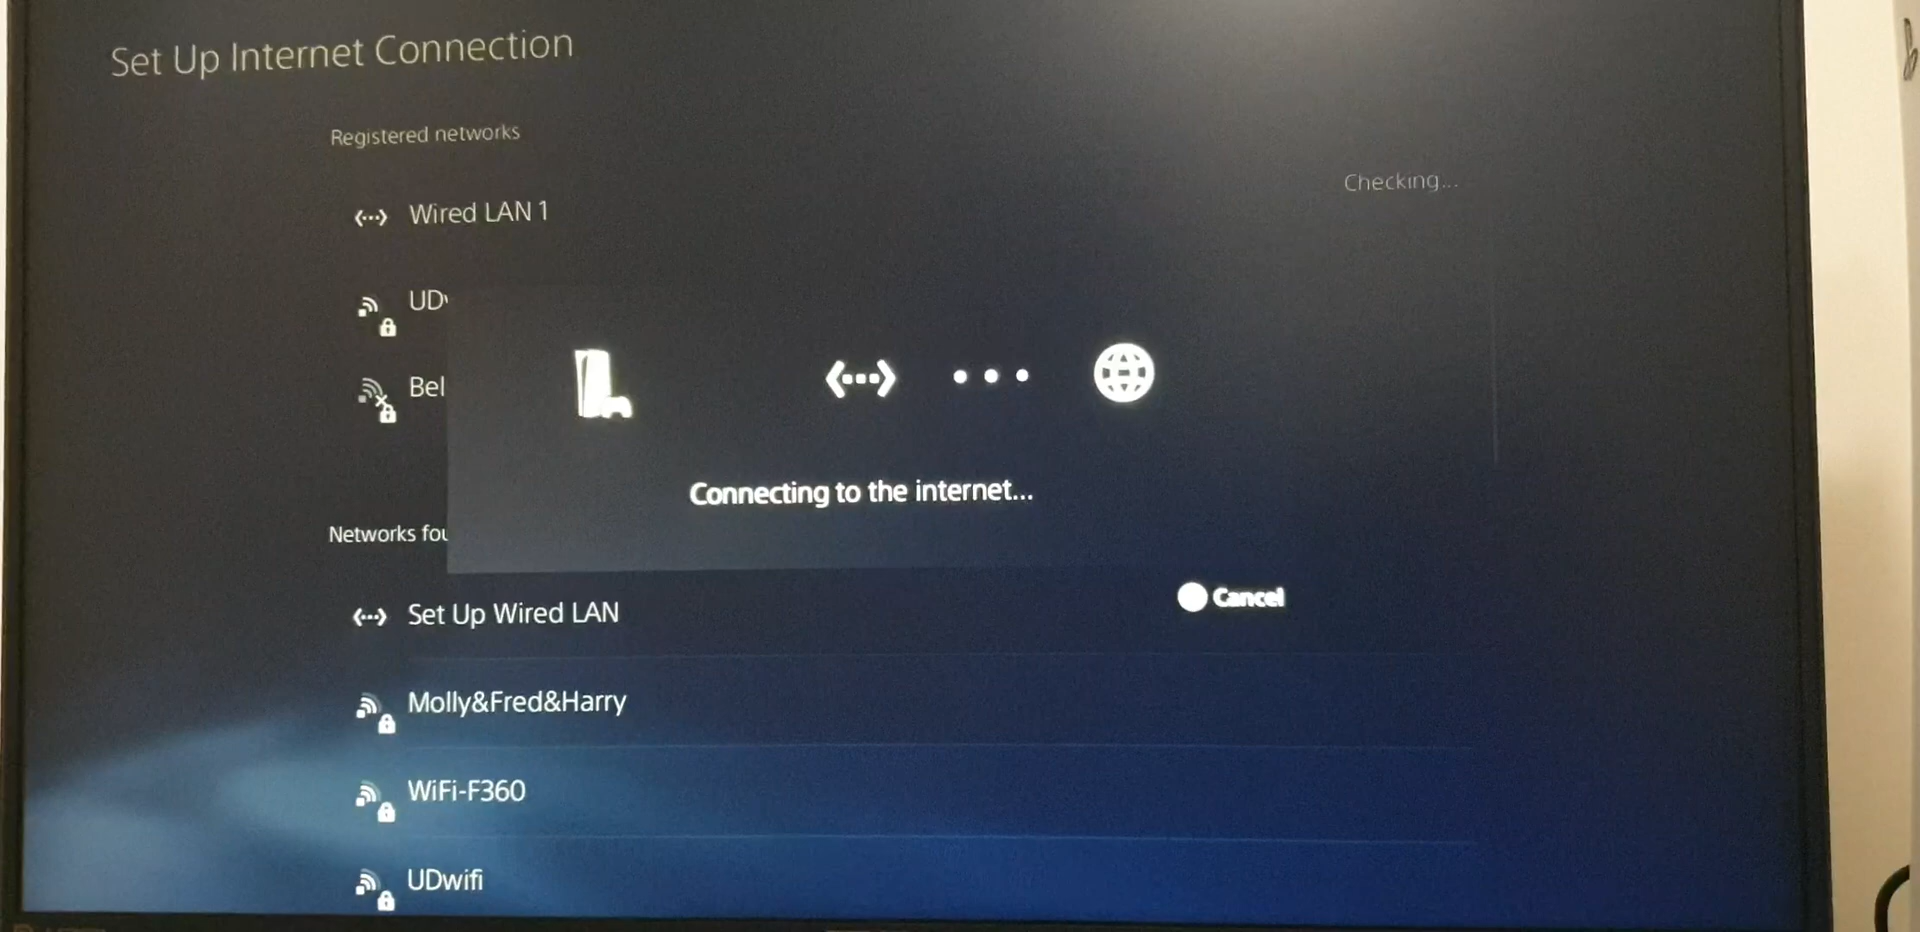 Set Up Internet Connection
Registered networks
Checking...
Wired LAN 1
UD
Bel
Connecting to the internet...
Networks fou
Cancel
Set Up Wired LAN
Molly&Fred&Harry
WiFi-F360
UDwifi